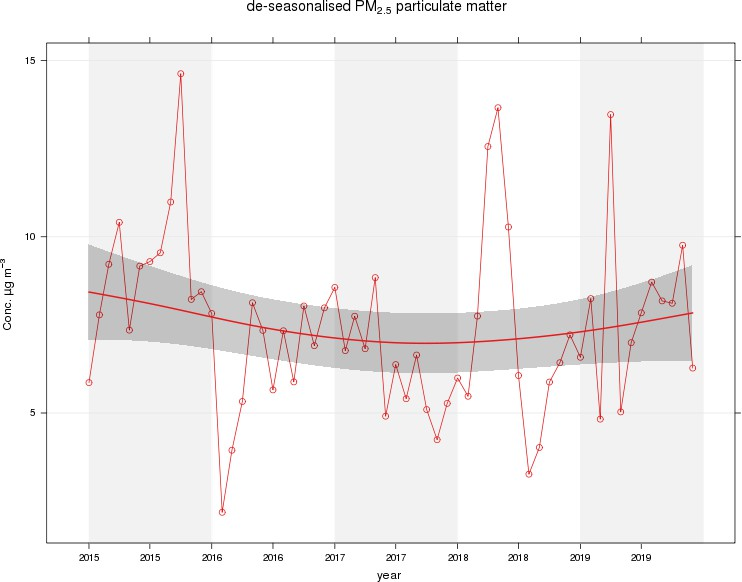 de-seasonalised PM2.5 particulate matter
15
10
5
Conc. µg m⁻³
2015 2015 2016 2016 2017 2017 2018 2018 2019 2019
year